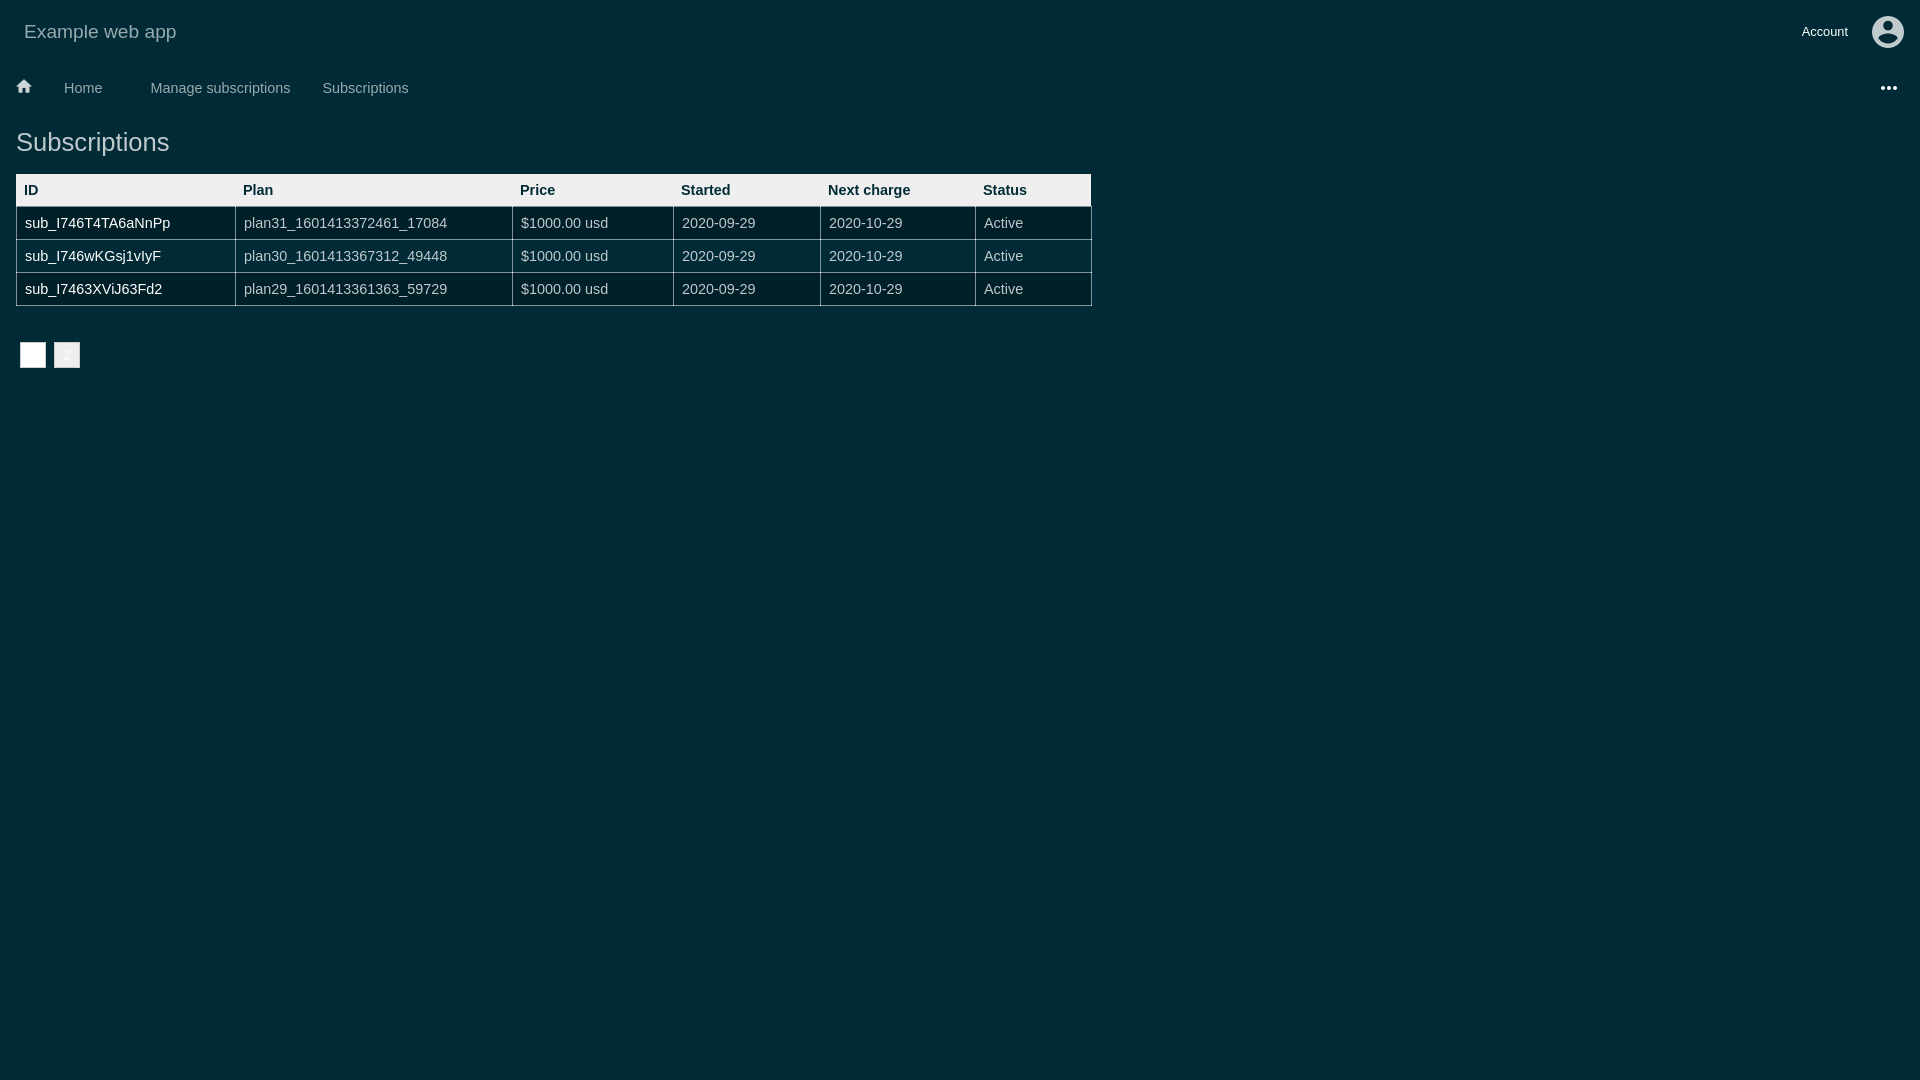 Example web app
Account
Home Manage subscriptions Subscriptions
Subscriptions
ID Plan Price Started Next charge Status
sub_I746T4TA6aNnPp plan31_1601413372461_17084 $1000.00 usd 2020-09-29 2020-10-29 Active
sub_I746wKGsj1vIyF plan30_1601413367312_49448 $1000.00 usd 2020-09-29 2020-10-29 Active
sub_I7463XViJ63Fd2 plan29_1601413361363_59729 $1000.00 usd 2020-09-29 2020-10-29 Active
2